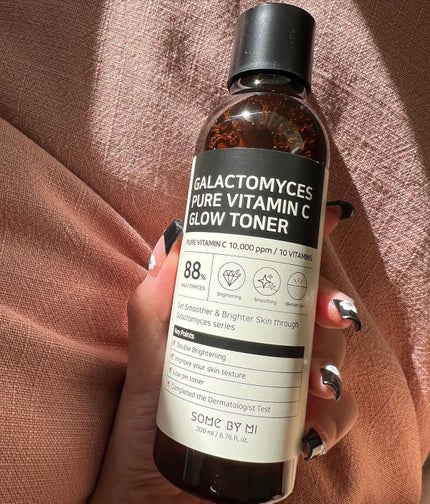 GALACTOMYCES
PURE VITAMIN C
GLOW TONER
PURE VITAMIN C 10,000 ppm / 10 VITAMINS
88%
GALACTOMYCES
Brightening
Smoothing
Blemish Care
Get Smoother & Brighter Skin through
Galactomyces series
Key Points
Double Brightening
Improve your skin texture
Low pH toner
Completed the Dermatologist Test
SOME BY MI
200 ml / 6.76 fl. oz.